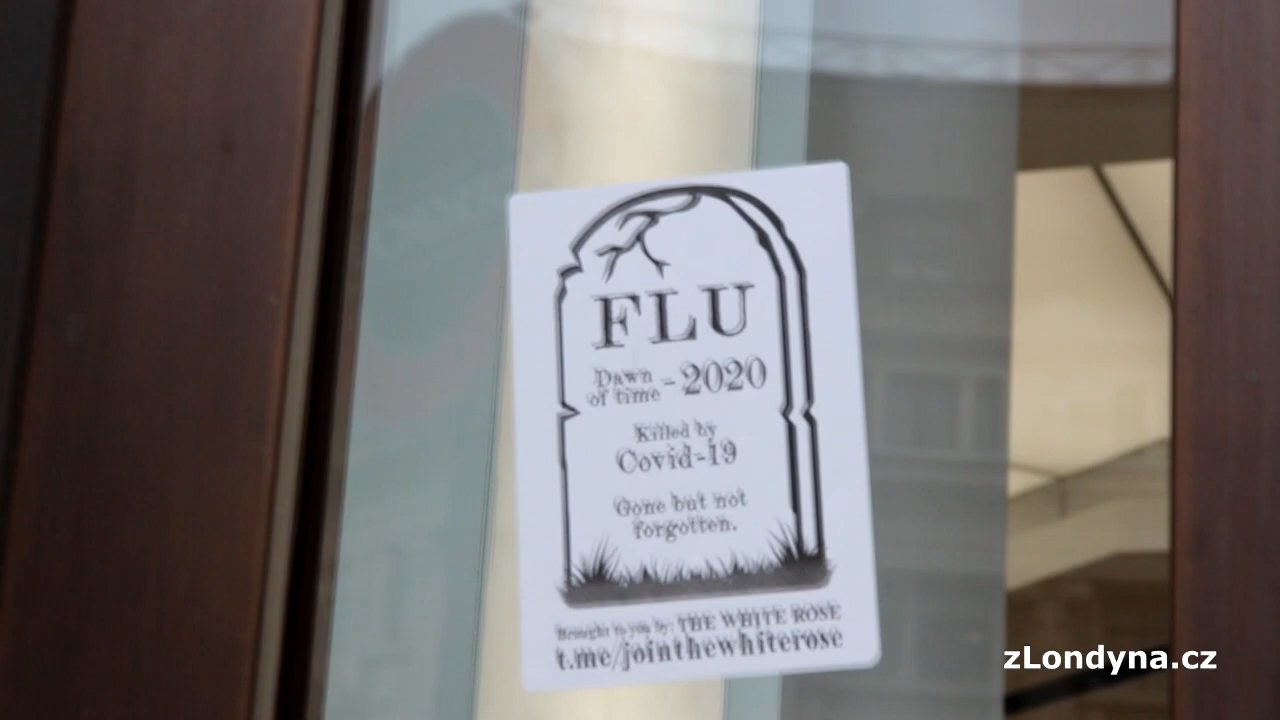 FLU
Dawn
of time - 2020
Killed by
Covid-19
Gone but not
forgotten.
Brought to you by: THE WHITE ROSE
t.me/jointhewhiterose
zLondyna.cz